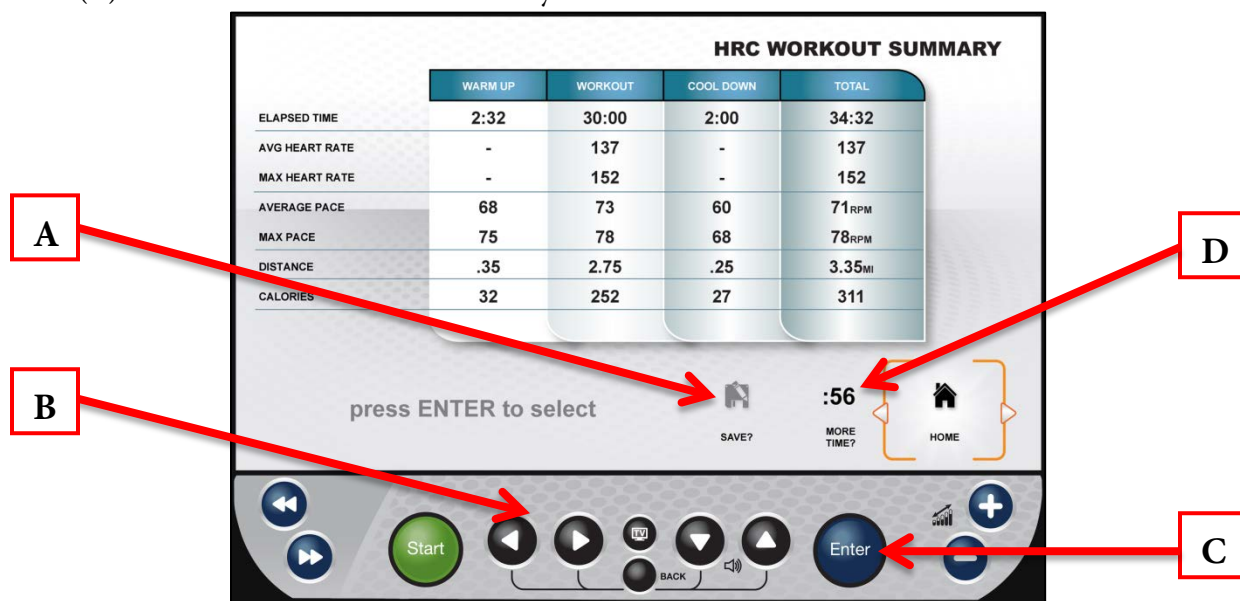 HRC WORKOUT SUMMARY
WARM UP WORKOUT COOL DOWN TOTAL
ELAPSED TIME 2:32 30:00 2:00 34:32
AVG HEART RATE - 137 - 137
MAX HEART RATE - 152 - 152
AVERAGE PACE 68 73 60 71RPM
MAX PACE 75 78 68 78RPM
DISTANCE .35 2.75 .25 3.35MI
CALORIES 32 252 27 311
A
D
B
press ENTER to select
:56
SAVE?
MORE
TIME?
HOME
Start
TV
BACK
Enter
C